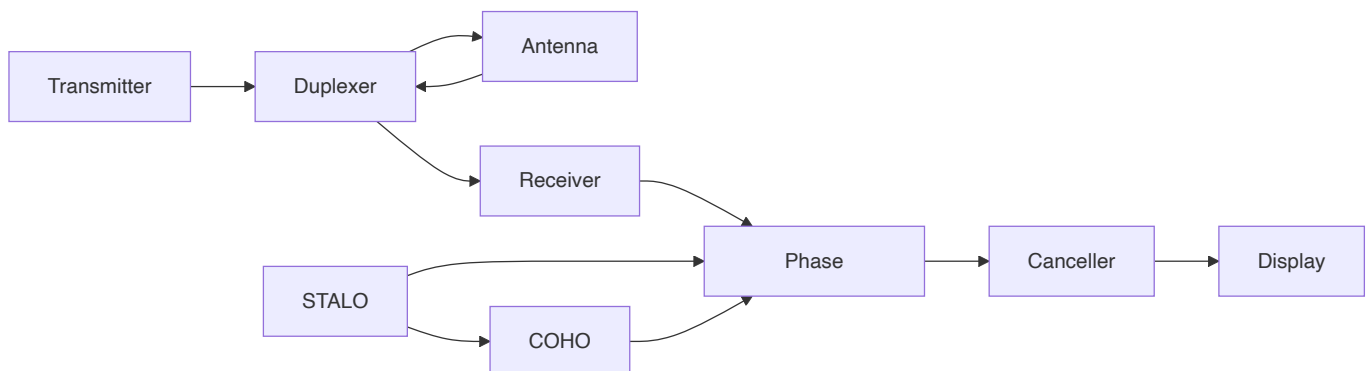 Antenna
Transmitter
Duplexer
Receiver
Phase
Canceller
Display
STALO
COHO